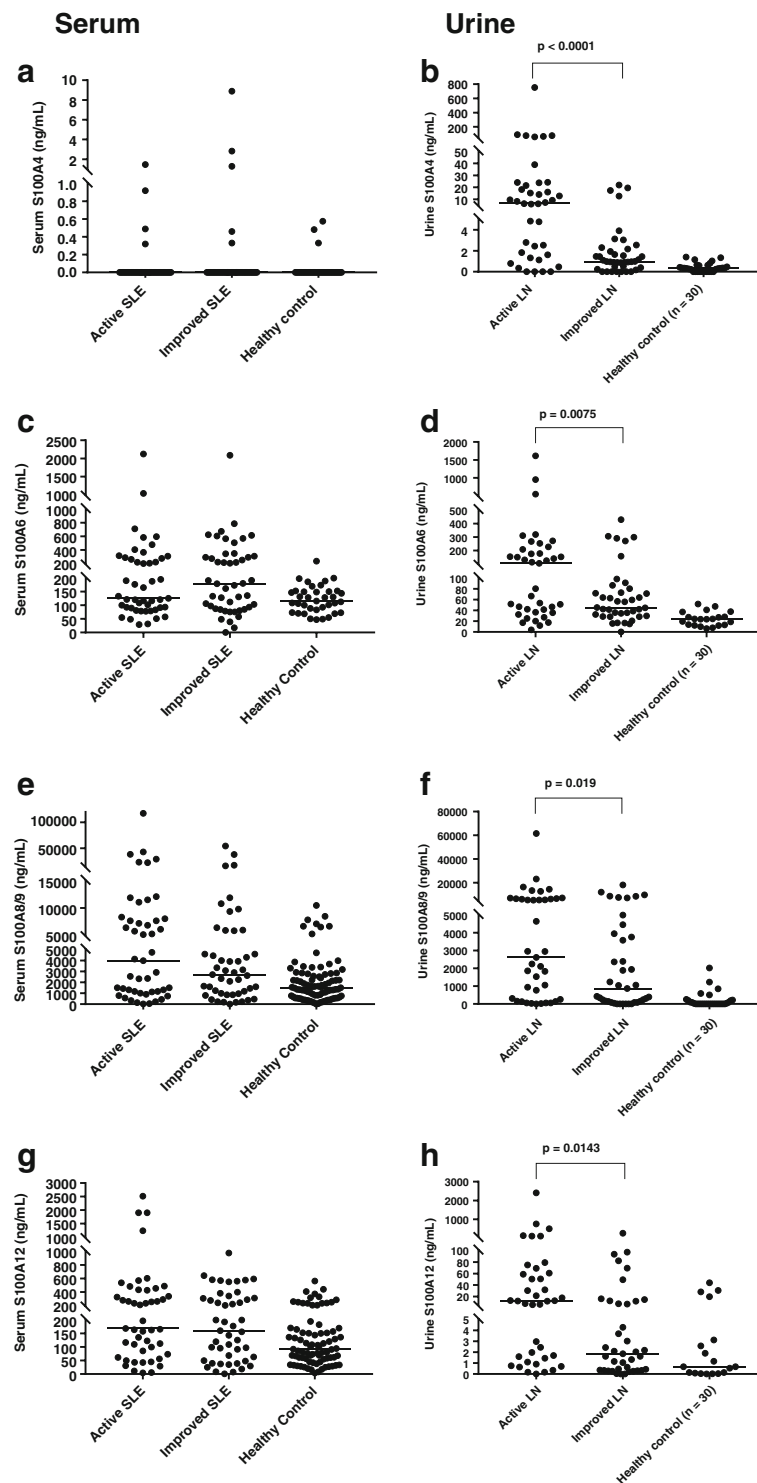 Serum
Urine
a
Serum S100A4 (ng/mL)
10
8
6
4
2
1.0
0.8
0.6
0.4
0.2
0.0
Active SLE
Improved SLE
Healthy control
b
p < 0.0001
Urine S100A4 (ng/mL)
800
600
400
200
50
40
30
20
10
4
2
0
Active LN
Improved LN
Healthy control (n = 30)
c
Serum S100A6 (ng/mL)
2500
2000
1500
1000
1000
800
600
400
200
200
150
100
50
0
Active SLE
Improved SLE
Healthy Control
d
p = 0.0075
Urine S100A6 (ng/mL)
2000
1500
1000
500
400
300
200
100
80
60
40
20
0
Active LN
Improved LN
Healthy control (n = 30)
e
Serum S100A8/9 (ng/mL)
100000
50000
15000
10000
5000
5000
4000
3000
2000
1000
0
Active SLE
Improved SLE
Healthy Control
f
p = 0.019
Urine S100A8/9 (ng/mL)
80000
60000
40000
20000
5000
4000
3000
2000
1000
0
Active LN
Improved LN
Healthy control (n = 30)
g
Serum S100A12 (ng/mL)
3000
2500
2000
1500
1000
1000
800
600
400
200
200
150
100
50
0
Active SLE
Improved SLE
Healthy Control
h
p = 0.0143
Urine S100A12 (ng/mL)
3000
2000
1000
100
80
60
40
20
5
4
3
2
1
0
Active LN
Improved LN
Healthy control (n = 30)